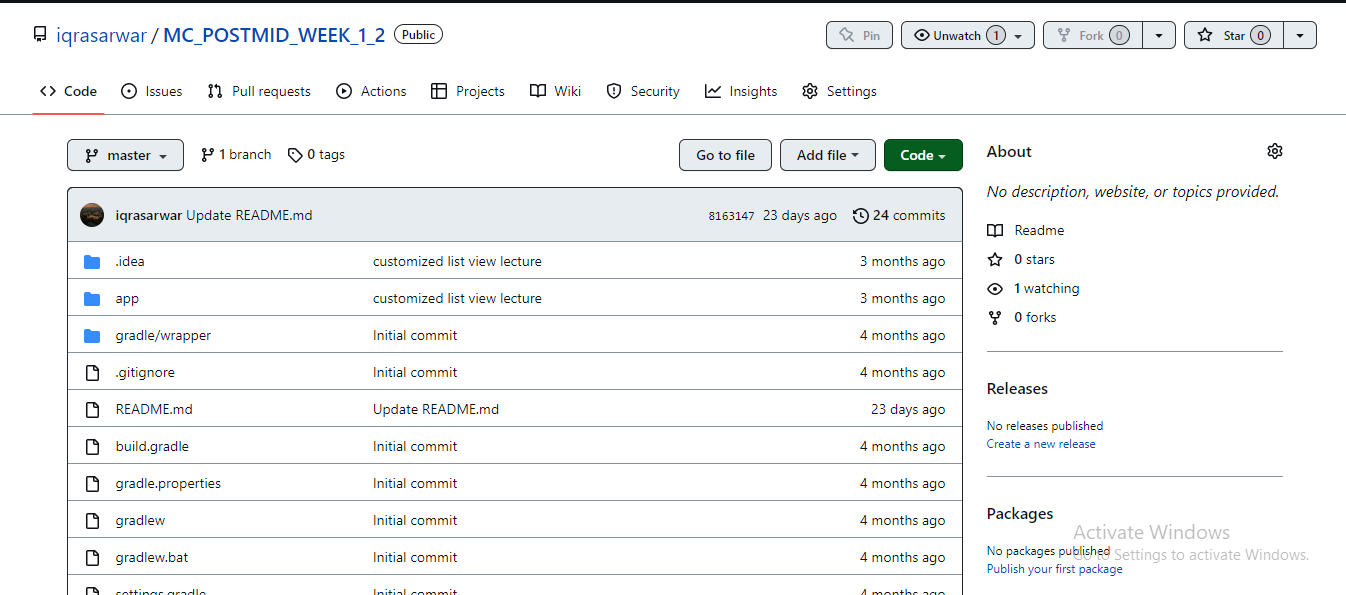 iqrasarwar / MC_POSTMID_WEEK_1_2 Public
Pin Unwatch 1 Fork 0 Star 0
Code Issues Pull requests Actions Projects Wiki Security Insights Settings
master 1 branch 0 tags Go to file Add file Code
iqrasarwar Update README.md 8163147 23 days ago 24 commits
.idea customized list view lecture 3 months ago
app customized list view lecture 3 months ago
gradle/wrapper Initial commit 4 months ago
.gitignore Initial commit 4 months ago
README.md Update README.md 23 days ago
build.gradle Initial commit 4 months ago
gradle.properties Initial commit 4 months ago
gradlew Initial commit 4 months ago
gradlew.bat Initial commit 4 months ago
settings.gradle Initial commit 4 months ago
About
No description, website, or topics provided.
Readme
0 stars
1 watching
0 forks
Releases
No releases published
Create a new release
Packages
No packages published
Publish your first package
Activate Windows
Go to Settings to activate Windows.